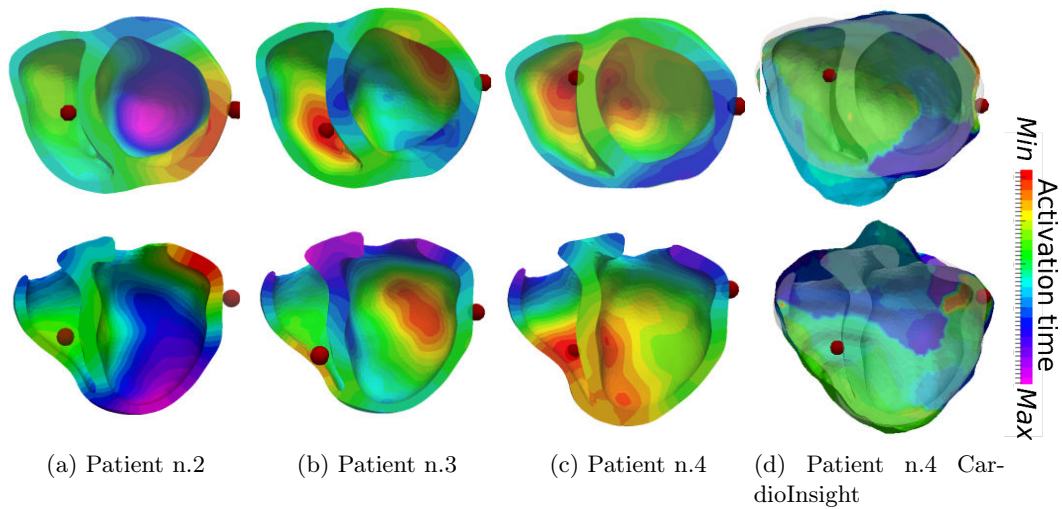 Min
Activation time
Max
(a) Patient n.2
(b) Patient n.3
(c) Patient n.4
(d) Patient n.4 Car-
dioInsight